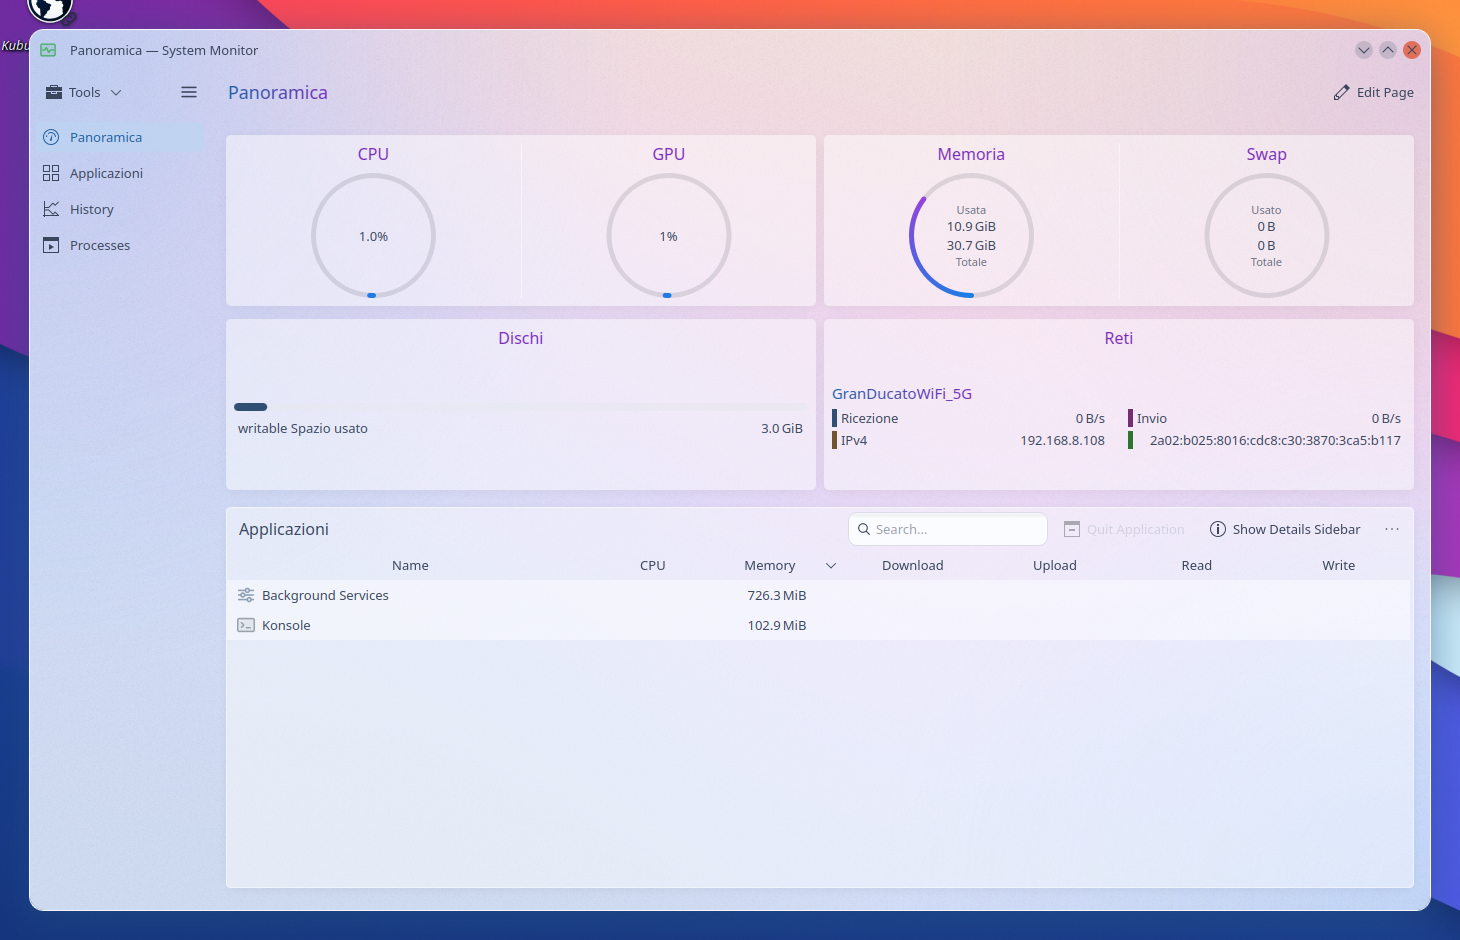 Kubu
Panoramica — System Monitor
Tools
Panoramica
Edit Page
Panoramica
Applicazioni
History
Processes
CPU
1.0%
GPU
1%
Memoria
Usata
10.9 GiB
30.7 GiB
Totale
Swap
Usato
0 B
0 B
Totale
Dischi
writable Spazio usato 3.0 GiB
Reti
GranDucatoWiFi_5G
Ricezione 0 B/s Invio 0 B/s
IPv4 192.168.8.108 2a02:b025:8016:cdc8:c30:3870:3ca5:b117
Applicazioni Search... Quit Application Show Details Sidebar
Name CPU Memory Download Upload Read Write
Background Services 726.3 MiB
Konsole 102.9 MiB